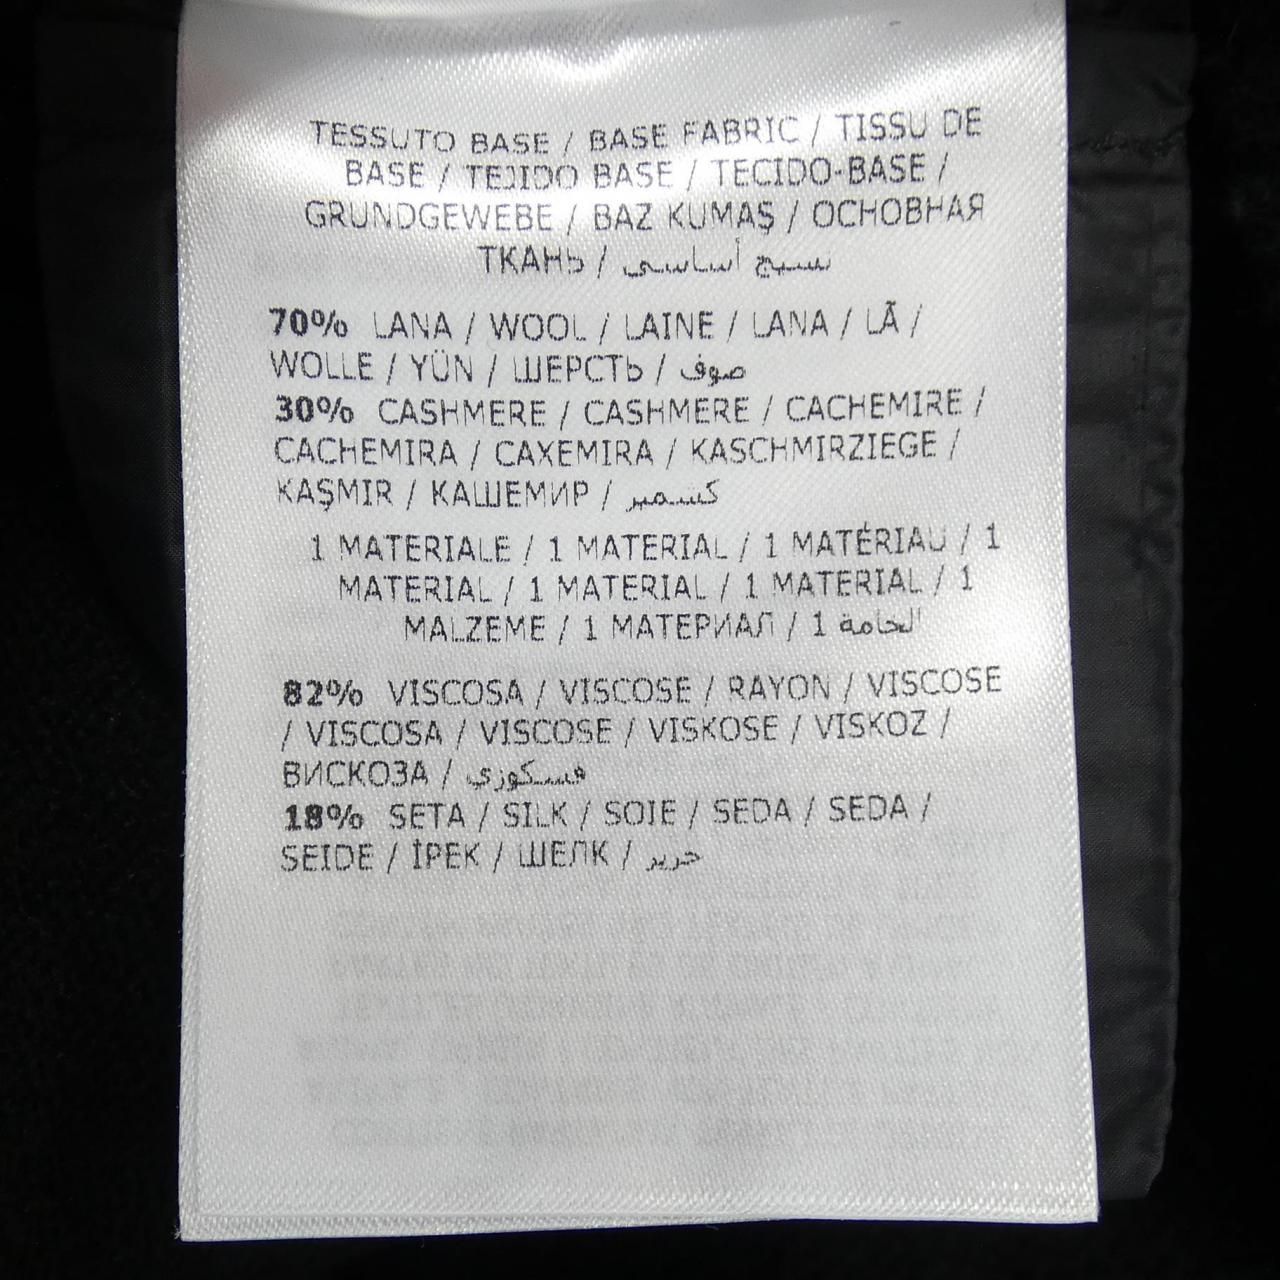 TESSUTO BASE / BASE FABRIC / TISSU DE
BASE / TEJIDO BASE / TECIDO-BASE /
GRUNDGEWEBE / BAZ KUMAŞ / ОСНОВНАЯ
ТКАНЬ / نسيج أساسي
70% LANA / WOOL / LAINE / LANA / LÃ /
WOLLE / YÜN / ШЕРСТЬ / صوف
30% CASHMERE / CASHMERE / CACHEMIRE /
CACHEMIRA / CAXEMIRA / KASCHMIRZIEGE /
KAŞMIR / КАШЕМИР / كشمير
1 MATERIALE / 1 MATERIAL / 1 MATÉRIAU / 1
MATERIAL / 1 MATERIAL / 1 MATERIAL / 1
MALZEME / 1 МАТЕРИАЛ / 1 الخامة
82% VISCOSA / VISCOSE / RAYON / VISCOSE
/ VISCOSA / VISCOSE / VISKOSE / VISKOZ /
ВИСКОЗА / فسكوزي
18% SETA / SILK / SOIE / SEDA / SEDA /
SEIDE / İPEK / ШЕЛК / حرير